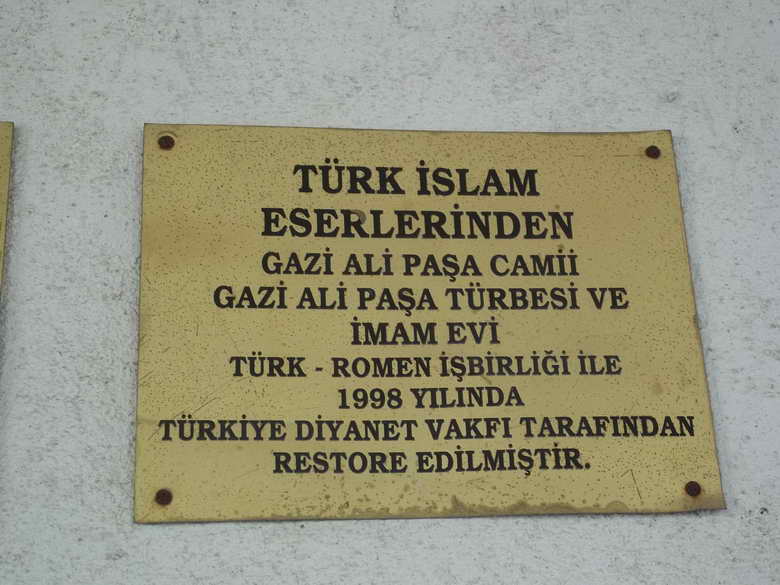 TÜRK İSLAM
ESERLERİNDEN
GAZİ ALİ PAŞA CAMİİ
GAZİ ALİ PAŞA TÜRBESİ VE
İMAM EVİ
TÜRK - ROMEN İŞBİRLİĞİ İLE
1998 YILINDA
TÜRKİYE DİYANET VAKFI TARAFINDAN
RESTORE EDİLMİŞTİR.